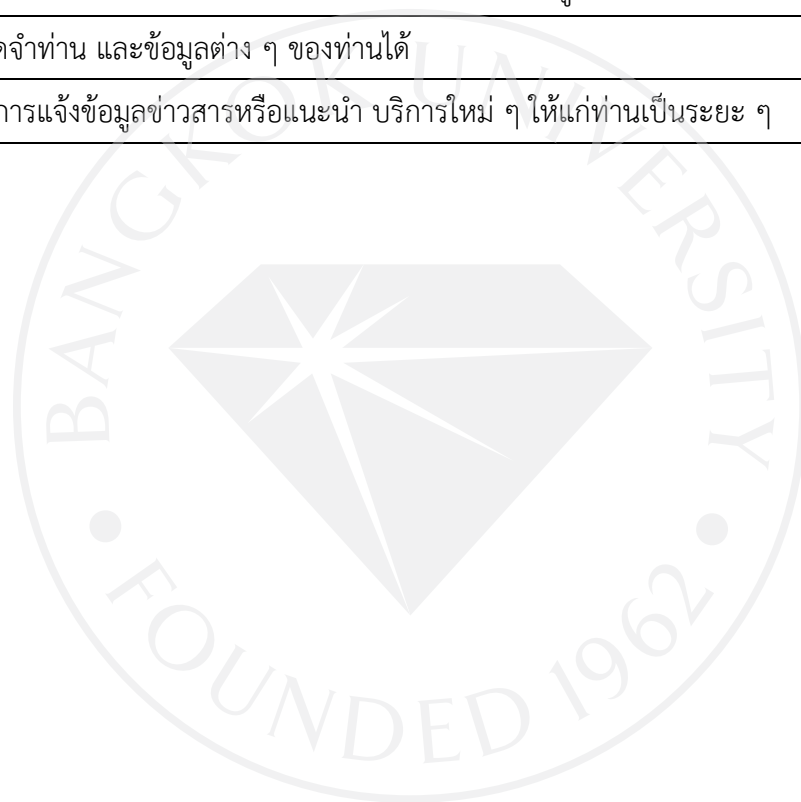 จำท่าน และข้อมูลต่าง ๆ ของท่านได้
การแจ้งข้อมูลข่าวสารหรือแนะนำ บริการใหม่ ๆ ให้แก่ท่านเป็นระยะ ๆ
BANGKOK UNIVERSITY
FOUNDED 1962